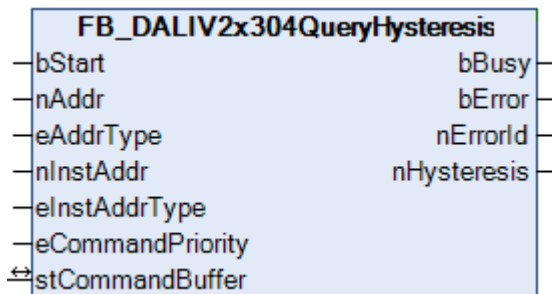 FB_DALIV2x304QueryHysteresis
bStart bBusy
nAddr bError
eAddrType nErrorId
nInstAddr nHysteresis
eInstAddrType
eCommandPriority
stCommandBuffer